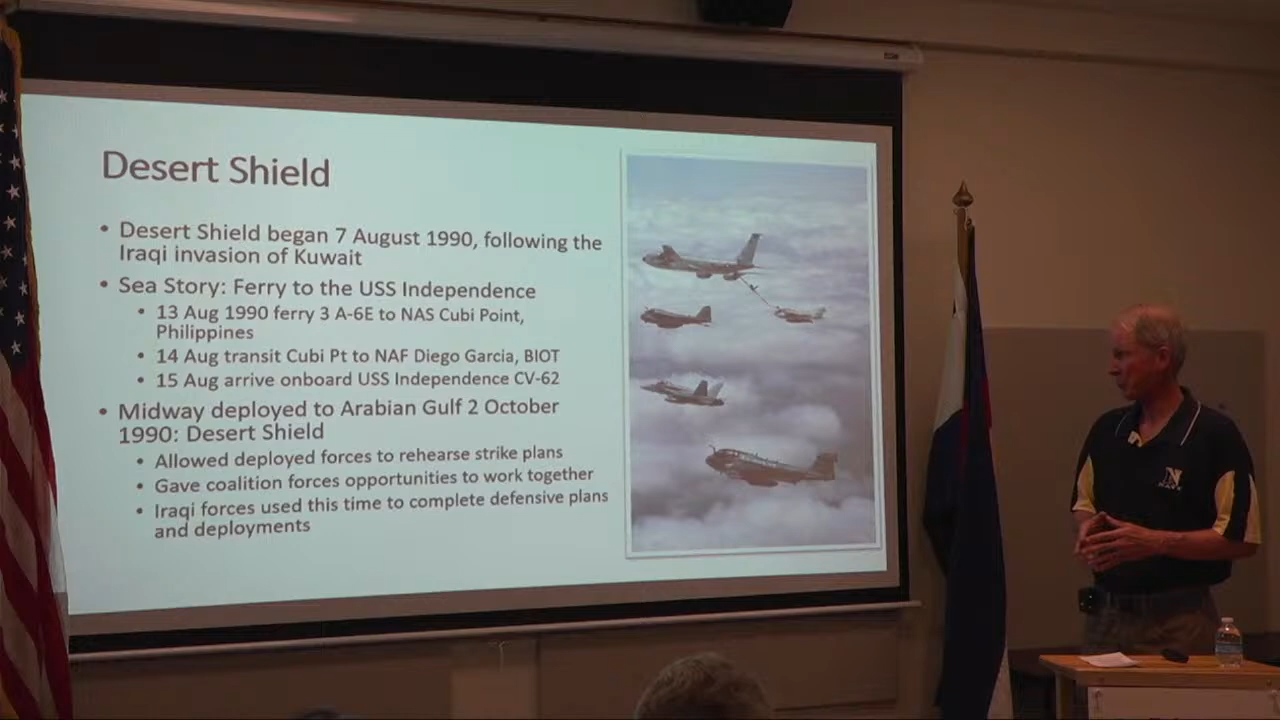 Desert Shield
• Desert Shield began 7 August 1990, following the
Iraqi invasion of Kuwait
• Sea Story: Ferry to the USS Independence
• 13 Aug 1990 ferry 3 A-6E to NAS Cubi Point,
Philippines
• 14 Aug transit Cubi Pt to NAF Diego Garcia, BIOT
• 15 Aug arrive onboard USS Independence CV-62
• Midway deployed to Arabian Gulf 2 October
1990: Desert Shield
• Allowed deployed forces to rehearse strike plans
• Gave coalition forces opportunities to work together
• Iraqi forces used this time to complete defensive plans
and deployments
N
NAVY